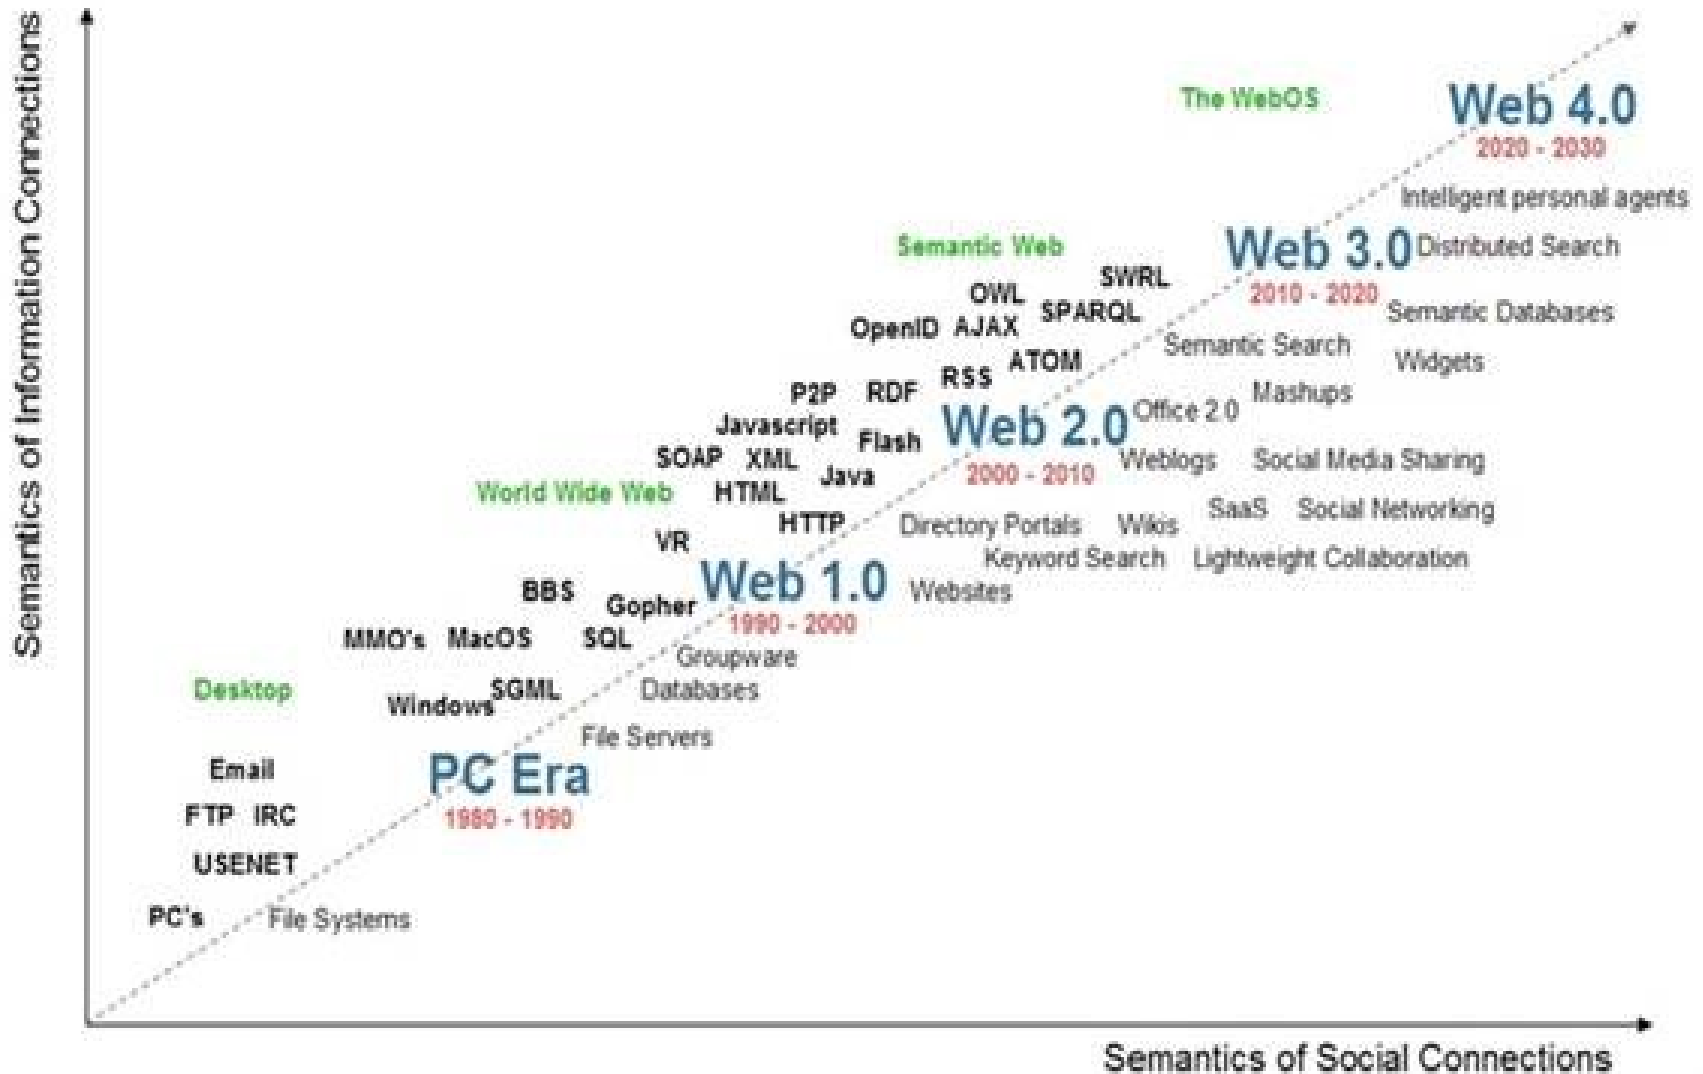 Semantics of Information Connections
The WebOS
Web 4.0
2020 - 2030
Intelligent personal agents
Semantic Web
Web 3.0
Distributed Search
2010 - 2020
SWRL
OWL
SPARQL
Semantic Databases
OpenID AJAX
Semantic Search
ATOM
Widgets
RSS
P2P RDF
Mashups
Office 2.0
Web 2.0
Javascript
Flash
SOAP XML
2000 - 2010
Weblogs
Social Media Sharing
Java
World Wide Web
HTML
HTTP
SaaS
Social Networking
Directory Portals
Wikis
VR
Keyword Search
Lightweight Collaboration
Web 1.0
Websites
BBS
Gopher
1990 - 2000
MMO's MacOS SQL
Groupware
Desktop
SGML
Databases
Windows
File Servers
PC Era
1980 - 1990
Email
FTP IRC
USENET
PC's
File Systems
Semantics of Social Connections